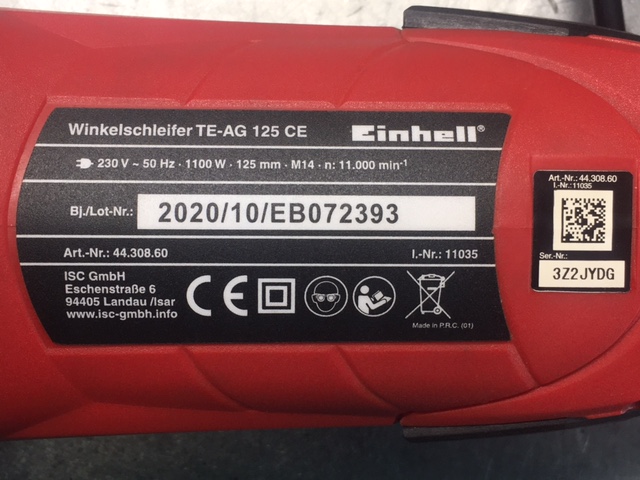 Winkelschleifer TE-AG 125 CE
Einhell®
230 V ~ 50 Hz · 1100 W · 125 mm · M14 · n: 11.000 min⁻¹
Bj./Lot-Nr.: 2020/10/EB072393
Art.-Nr.: 44.308.60 I.-Nr.: 11035
ISC GmbH
Eschenstraße 6
94405 Landau /Isar
www.isc-gmbh.info
CE
Made in P.R.C. (01)
Art.-Nr.: 44.308.60
I.-Nr.: 11035
Ser.-Nr.:
3Z2JYDG